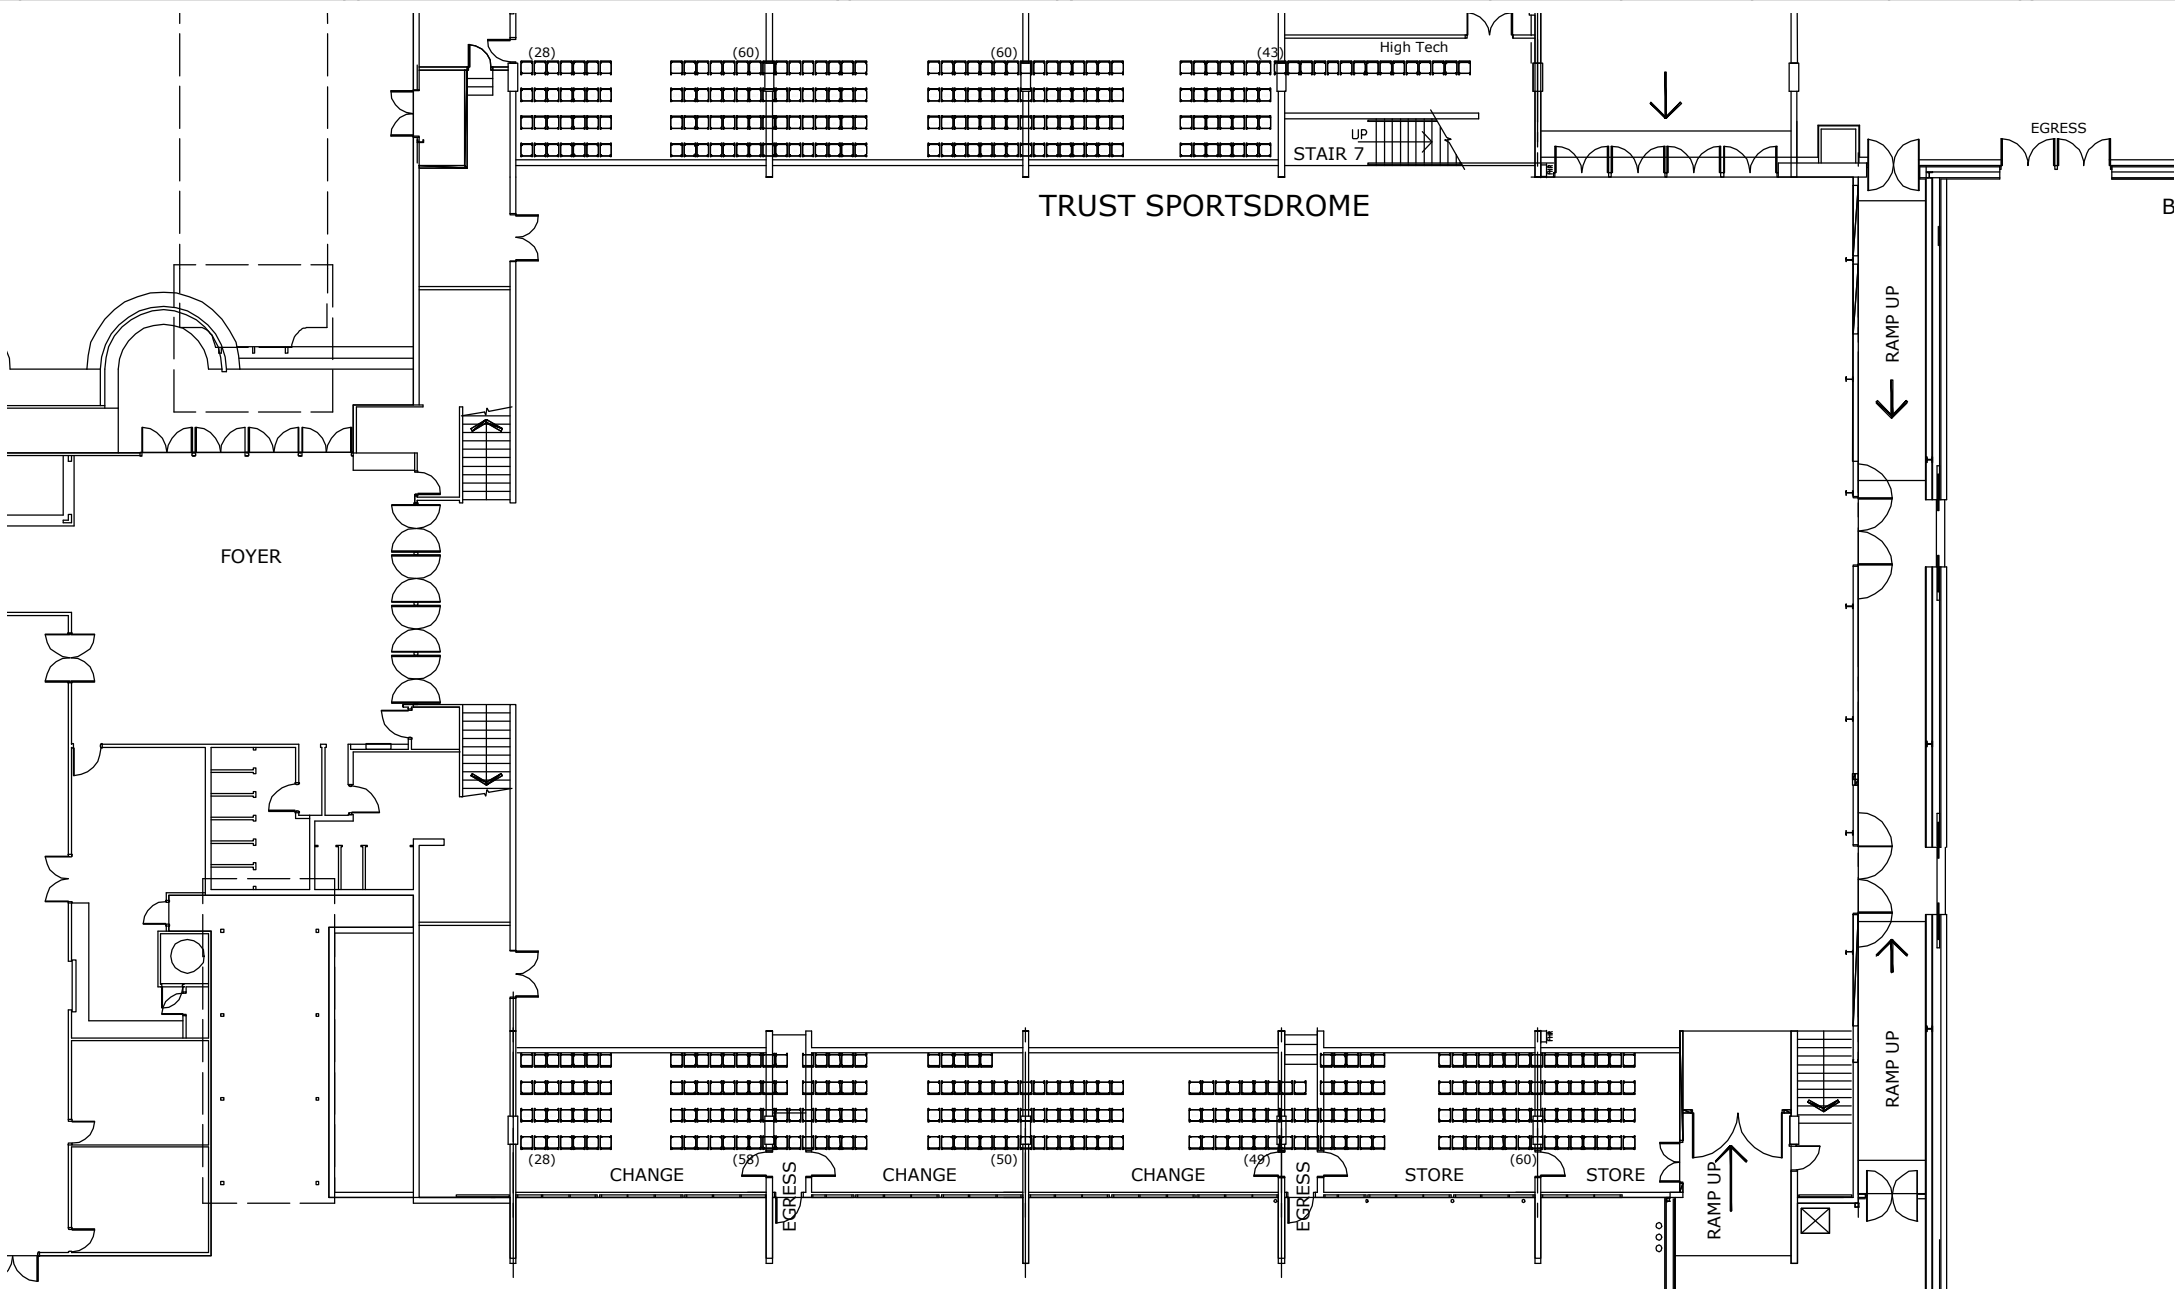 (28)
(60)
(60)
(43)
High Tech
UP
STAIR 7
EGRESS
TRUST SPORTSDROME
B
RAMP UP
FOYER
RAMP UP
(28)
CHANGE
(58)
EGRESS
CHANGE
(50)
CHANGE
(49)
EGRESS
STORE
(60)
STORE
RAMP UP